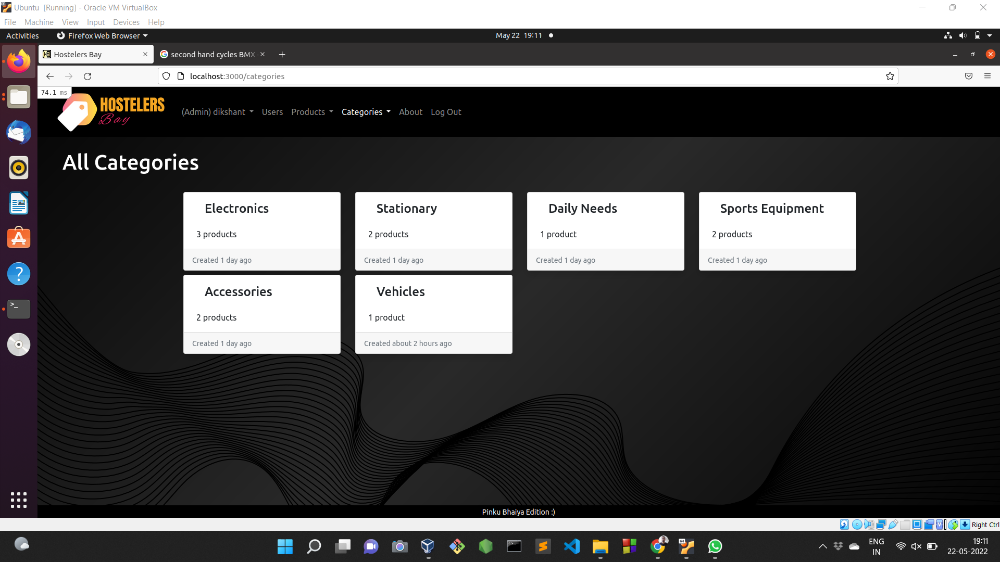 Ubuntu [Running] - Oracle VM VirtualBox
File Machine View Input Devices Help
Activities Firefox Web Browser May 22 19:11
Hostelers Bay second hand cycles BMX
localhost:3000/categories
74.1 ms
HOSTELERS
Bay
(Admin) dikshant Users Products Categories About Log Out
All Categories
Electronics Stationary Daily Needs Sports Equipment
3 products 2 products 1 product 2 products
Created 1 day ago Created 1 day ago Created 1 day ago Created 1 day ago
Accessories Vehicles
2 products 1 product
Created 1 day ago Created about 2 hours ago
Pinku Bhaiya Edition :)
Right Ctrl
ENG 19:11
IN 22-05-2022